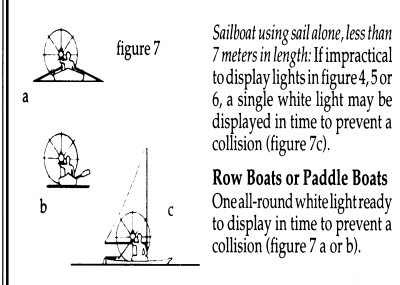 figure 7
a
b
c
Sailboat using sail alone, less than
7 meters in length: If impractical
to display lights in figure 4, 5 or
6, a single white light may be
displayed in time to prevent a
collision (figure 7c).
Row Boats or Paddle Boats
One all-round white light ready
to display in time to prevent a
collision (figure 7 a or b).